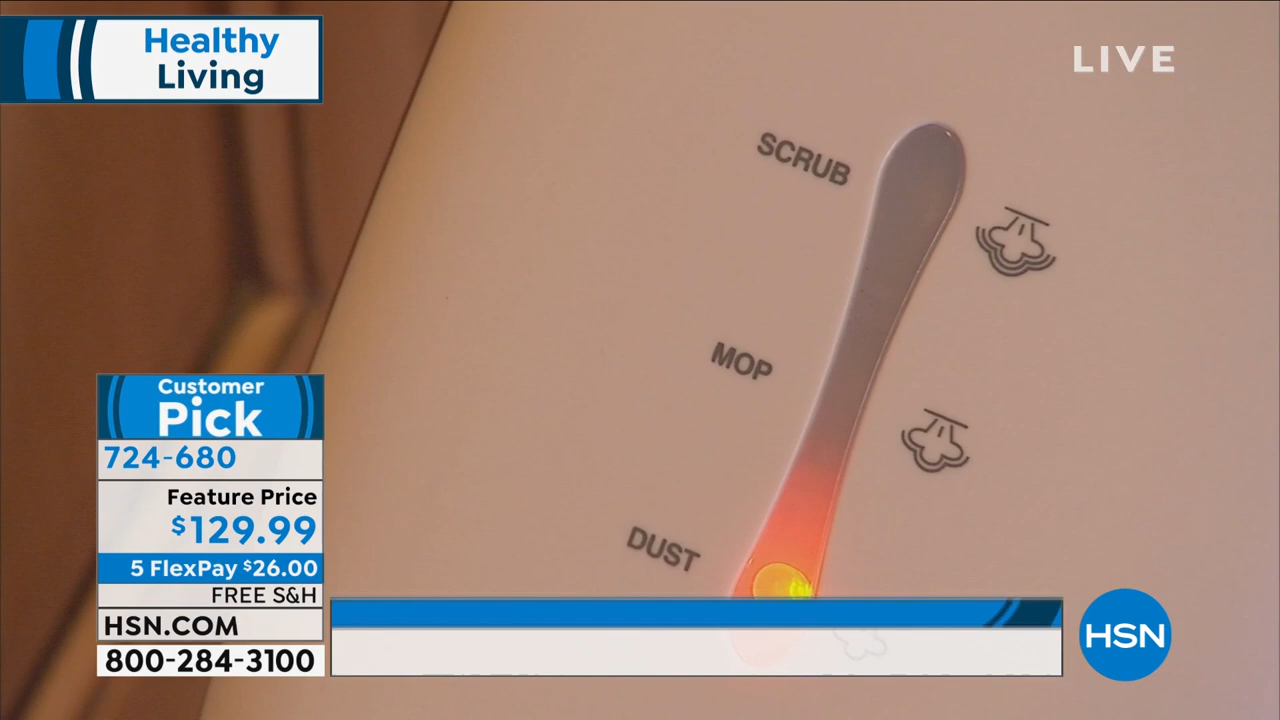 Healthy
Living
LIVE
SCRUB
MOP
DUST
Customer
Pick
724-680
Feature Price
$129.99
5 FlexPay $26.00
FREE S&H
HSN.COM
800-284-3100
HSN